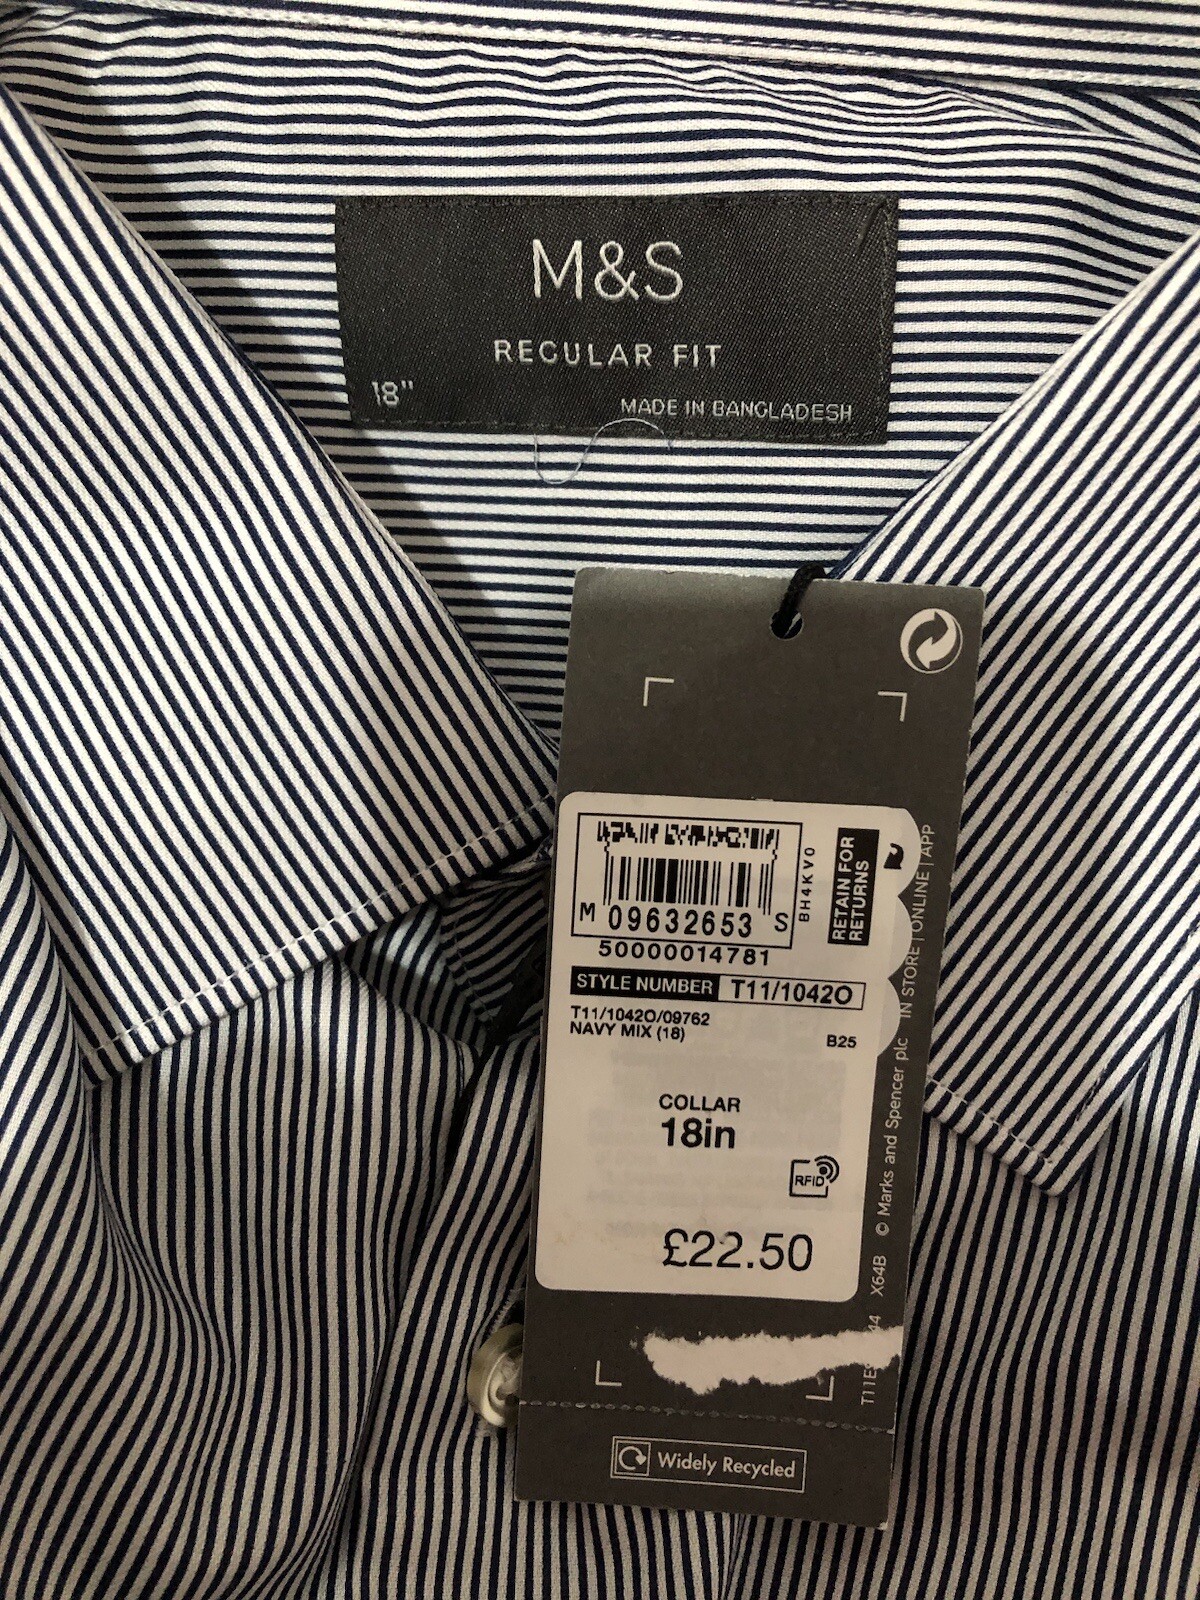 M&S
REGULAR FIT
18"
MADE IN BANGLADESH
M 09632653 S
BH4KV0
50000014781
RETAIN FOR
RETURNS
STYLE NUMBER T11/1042O
T11/1042O/09762
NAVY MIX (18)
B25
COLLAR
18in
RFID
£22.50
X64B © Marks and Spencer plc IN STORE | ONLINE | APP
Widely Recycled